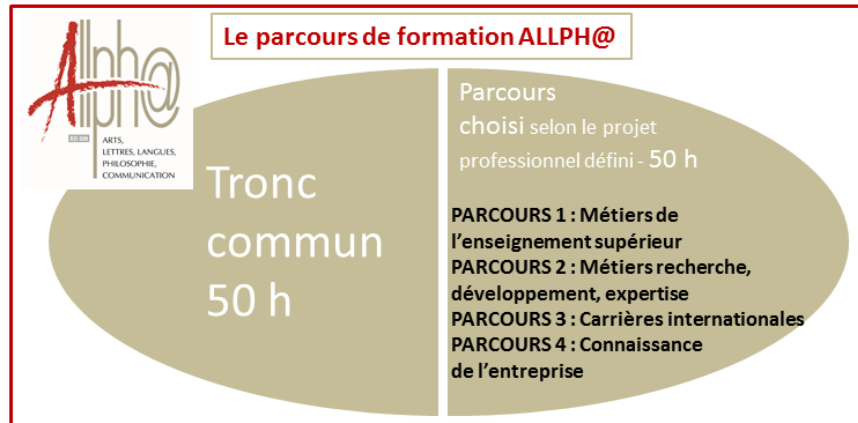 Le parcours de formation ALLPH@
Allph@
ARTS,
LETTRES, LANGUES,
PHILOSOPHIE,
COMMUNICATION
Tronc
commun
50 h
Parcours
choisi selon le projet
professionnel défini - 50 h
PARCOURS 1 : Métiers de
l'enseignement supérieur
PARCOURS 2 : Métiers recherche,
développement, expertise
PARCOURS 3 : Carrières internationales
PARCOURS 4 : Connaissance
de l'entreprise